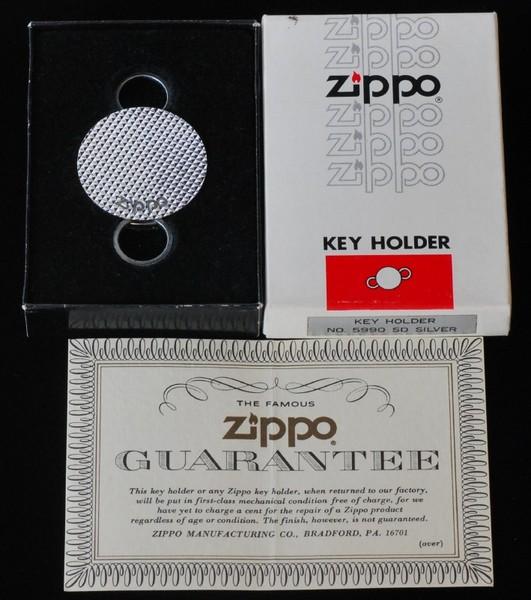 zippo
zippo
zippo
zippo
zippo®
zippo
zippo
zippo
KEY HOLDER
KEY HOLDER
NO. 5990 SD SILVER
THE FAMOUS
zippo®
GUARANTEE
This key holder or any Zippo key holder, when returned to our factory,
will be put in first-class mechanical condition free of charge, for we
have yet to charge a cent for the repair of a Zippo product
regardless of age or condition. The finish, however, is not guaranteed.
ZIPPO MANUFACTURING CO., BRADFORD, PA. 16701
(over)